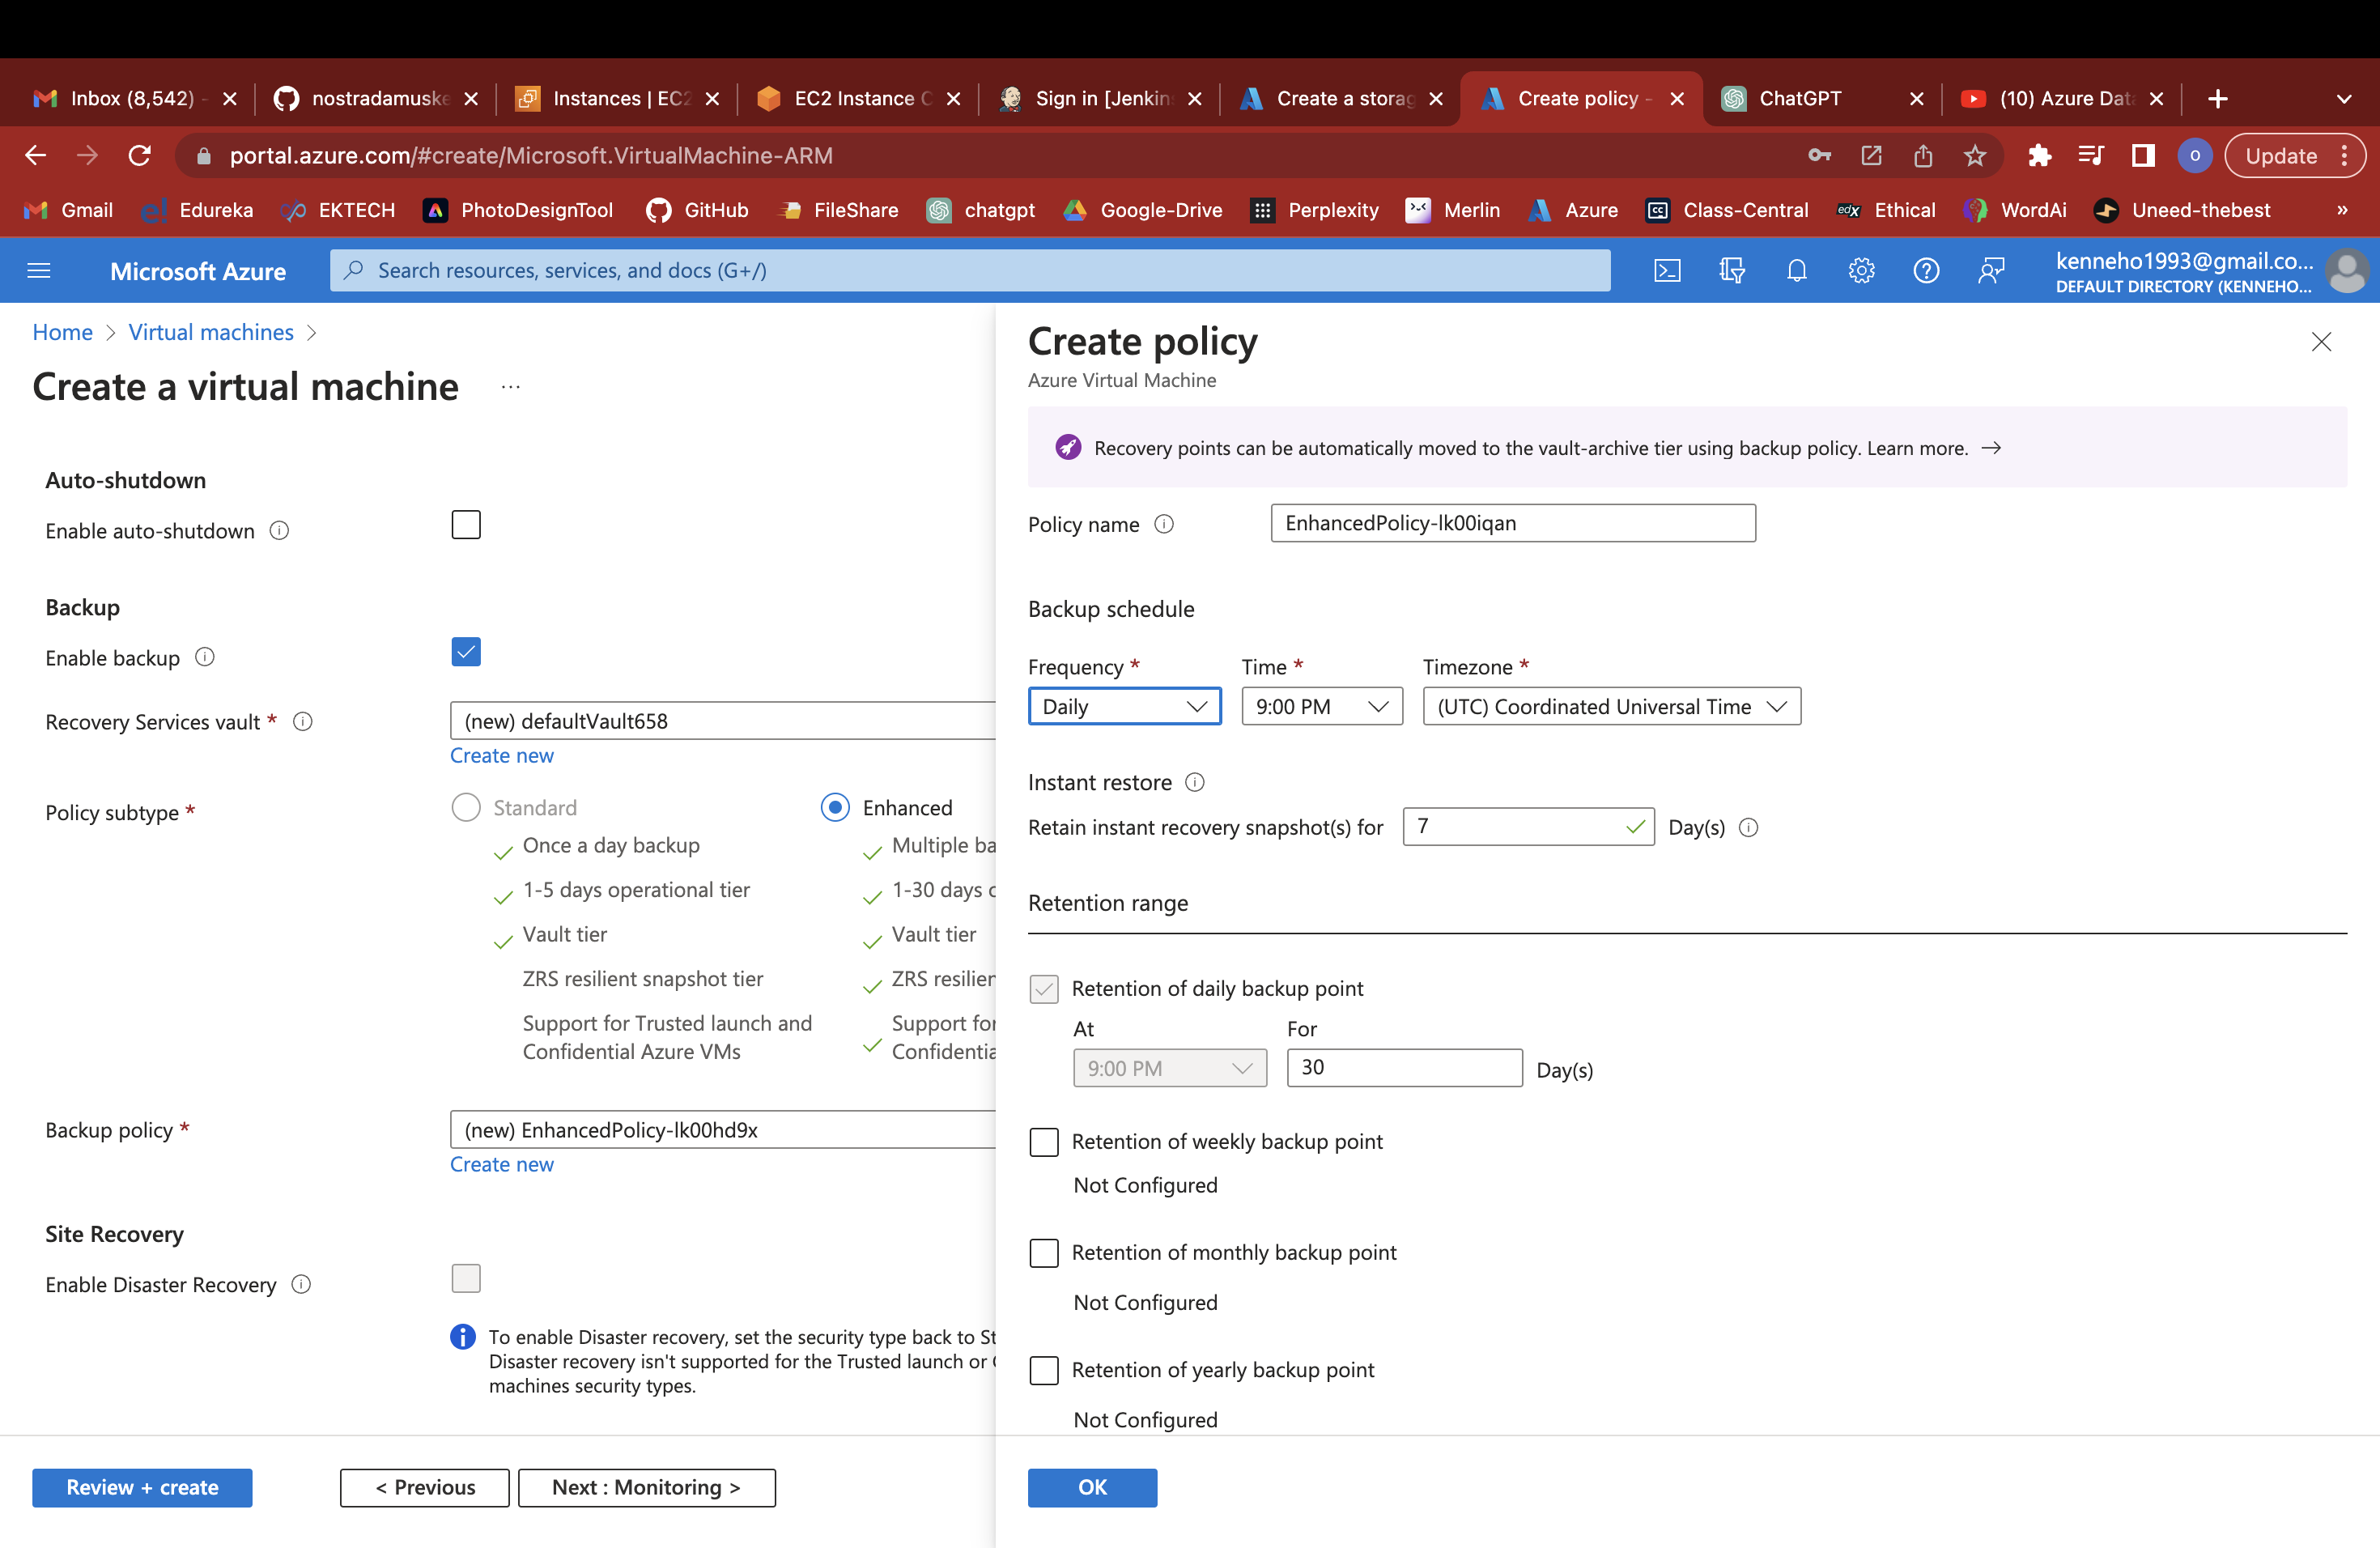 Inbox (8,542) -
nostradamuske
Instances | EC2
EC2 Instance C
Sign in [Jenkins
Create a storag
Create policy -
ChatGPT
(10) Azure Data
portal.azure.com/#create/Microsoft.VirtualMachine-ARM
O
Update
Gmail
Edureka
EKTECH
PhotoDesignTool
GitHub
FileShare
chatgpt
Google-Drive
Perplexity
Merlin
Azure
Class-Central
edX
Ethical
WordAi
Uneed-thebest
»
Microsoft Azure
Search resources, services, and docs (G+/)
kenneho1993@gmail.co...
DEFAULT DIRECTORY (KENNEHO...
Home > Virtual machines >
Create a virtual machine ...
Auto-shutdown
Enable auto-shutdown
Backup
Enable backup
Recovery Services vault *
(new) defaultVault658
Create new
Policy subtype *
Standard
Once a day backup
1-5 days operational tier
Vault tier
ZRS resilient snapshot tier
Support for Trusted launch and
Confidential Azure VMs
Enhanced
Multiple ba
1-30 days o
Vault tier
ZRS resilien
Support for
Confidentia
Backup policy *
(new) EnhancedPolicy-lk00hd9x
Create new
Site Recovery
Enable Disaster Recovery
To enable Disaster recovery, set the security type back to St
Disaster recovery isn't supported for the Trusted launch or C
machines security types.
Review + create
< Previous
Next : Monitoring >
Create policy
Azure Virtual Machine
Recovery points can be automatically moved to the vault-archive tier using backup policy. Learn more. →
Policy name
EnhancedPolicy-lk00iqan
Backup schedule
Frequency * Time * Timezone *
Daily 9:00 PM (UTC) Coordinated Universal Time
Instant restore
Retain instant recovery snapshot(s) for 7 Day(s)
Retention range
Retention of daily backup point
At For
9:00 PM 30 Day(s)
Retention of weekly backup point
Not Configured
Retention of monthly backup point
Not Configured
Retention of yearly backup point
Not Configured
OK